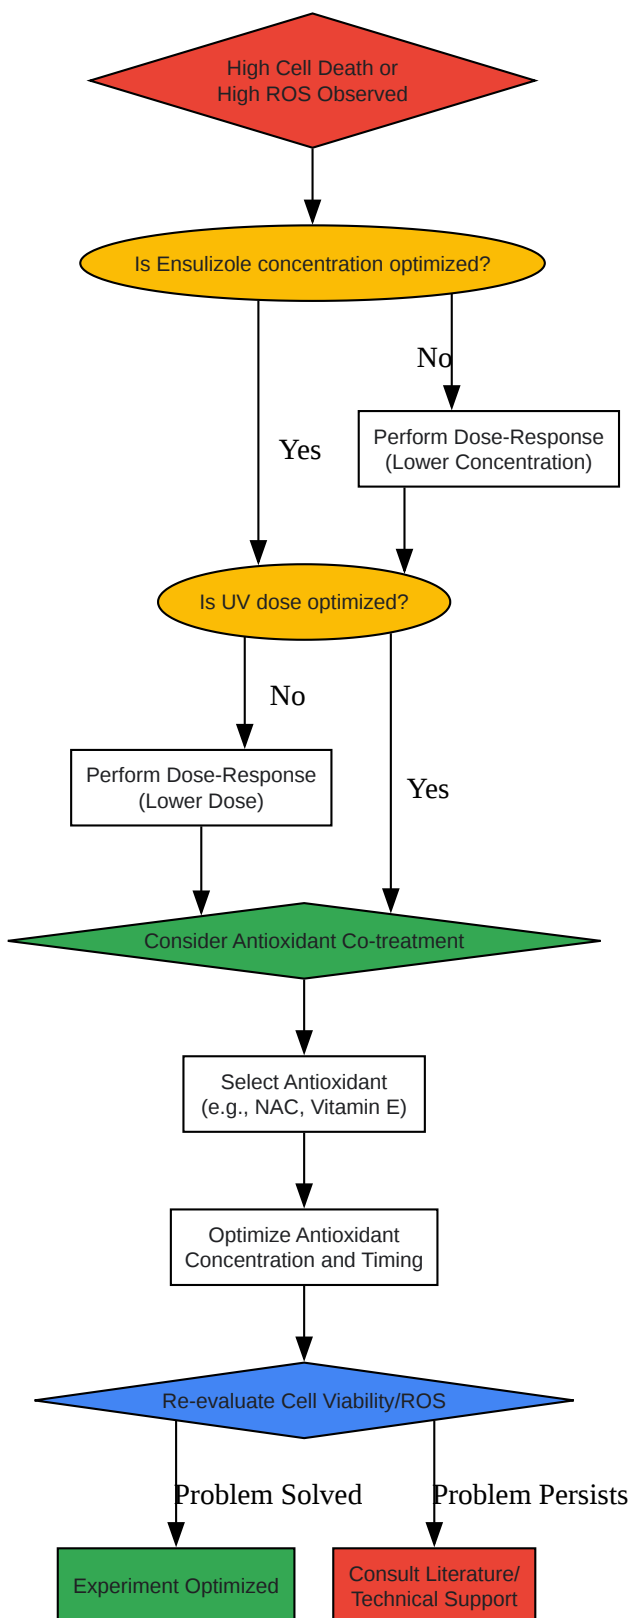 High Cell Death or
High ROS Observed
Is Ensulizole concentration optimized?
No
Perform Dose-Response
(Lower Concentration)
Yes
Is UV dose optimized?
No
Perform Dose-Response
(Lower Dose)
Yes
Consider Antioxidant Co-treatment
Select Antioxidant
(e.g., NAC, Vitamin E)
Optimize Antioxidant
Concentration and Timing
Re-evaluate Cell Viability/ROS
Problem Solved
Problem Persists
Experiment Optimized
Consult Literature/
Technical Support